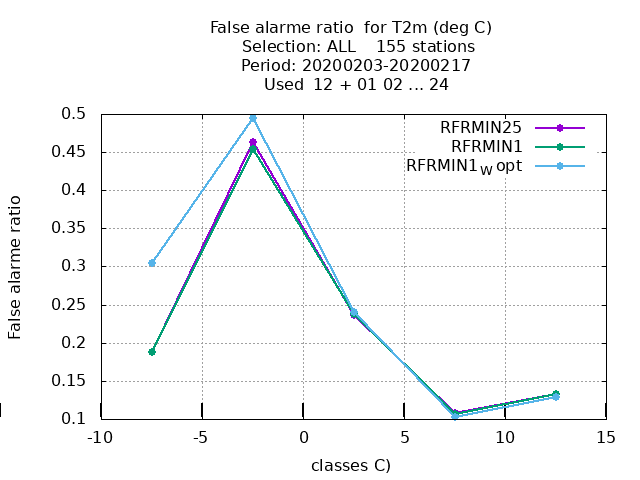 False alarme ratio  for T2m (deg C)
Selection: ALL    155 stations
Period: 20200203-20200217
Used  12 + 01 02 ... 24
RFRMIN25
RFRMIN1
RFRMIN1W opt
0.5
0.45
0.4
0.35
0.3
0.25
0.2
0.15
0.1
False alarme ratio
-10 -5 0 5 10 15
classes C)